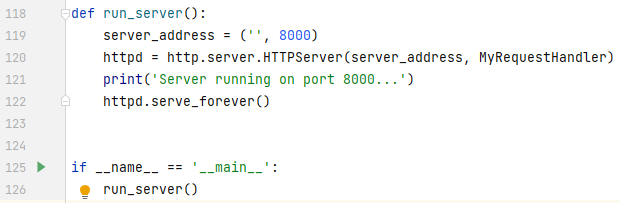 118 def run_server():
119     server_address = ('', 8000)
120     httpd = http.server.HTTPServer(server_address, MyRequestHandler)
121     print('Server running on port 8000...')
122     httpd.serve_forever()
123
124
125 if __name__ == '__main__':
126     run_server()